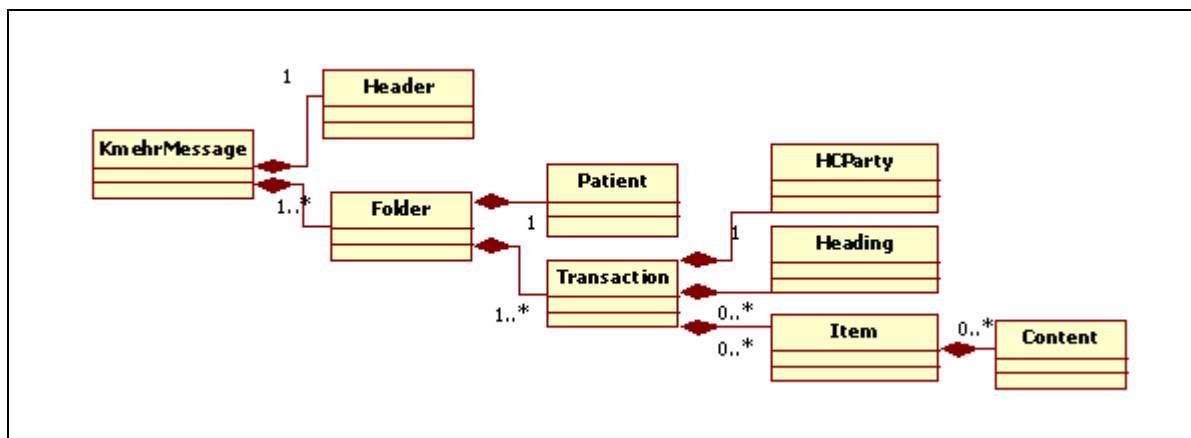 1
Header
KmehrMessage
1..*
Folder
Patient
1
HCParty
1
Heading
Transaction
1..*
0..*
0..*
Item
0..*
Content